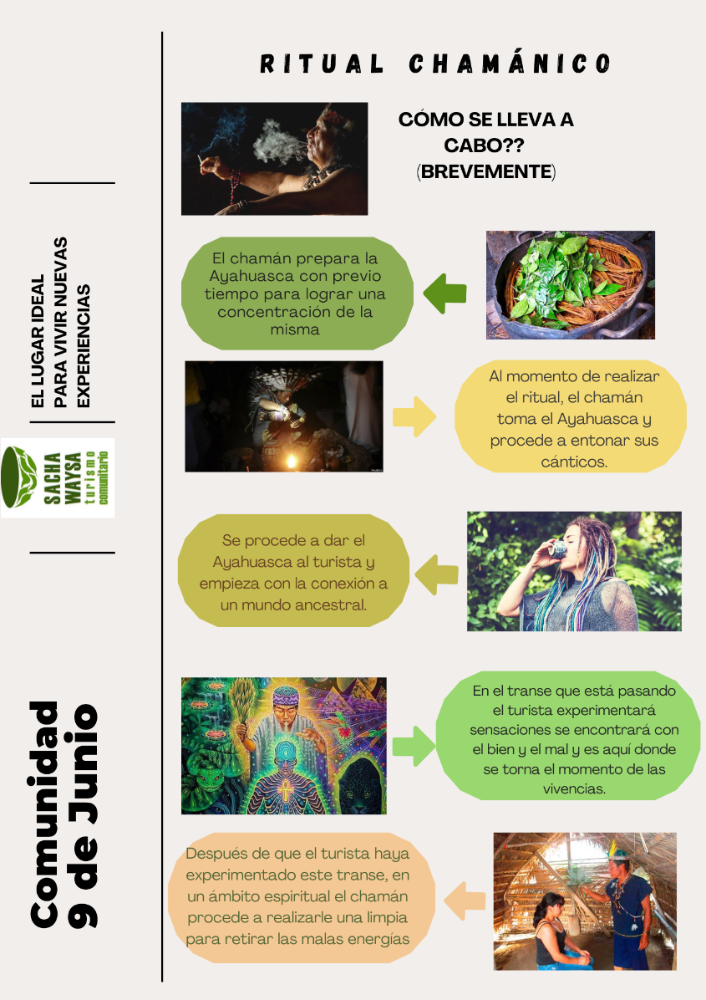 RITUAL CHAMÁNICO
CÓMO SE LLEVA A
CABO??
(BREVEMENTE)
El chamán prepara la
Ayahuasca con previo
tiempo para lograr una
concentración de la
misma
Al momento de realizar
el ritual, el chamán
toma el Ayahuasca y
procede a entonar sus
cánticos.
Se procede a dar el
Ayahuasca al turista y
empieza con la conexión a
un mundo ancestral.
En el transe que está pasando
el turista experimentará
sensaciones se encontrará con
el bien y el mal y es aquí donde
se torna el momento de las
vivencias.
Después de que el turista haya
experimentado este transe, en
un ámbito espiritual el chamán
procede a realizarle una limpia
para retirar las malas energías
EL LUGAR IDEAL
PARA VIVIR NUEVAS
EXPERIENCIAS
SACHA
WAYSA
turismo
comunitario
Comunidad
9 de Junio